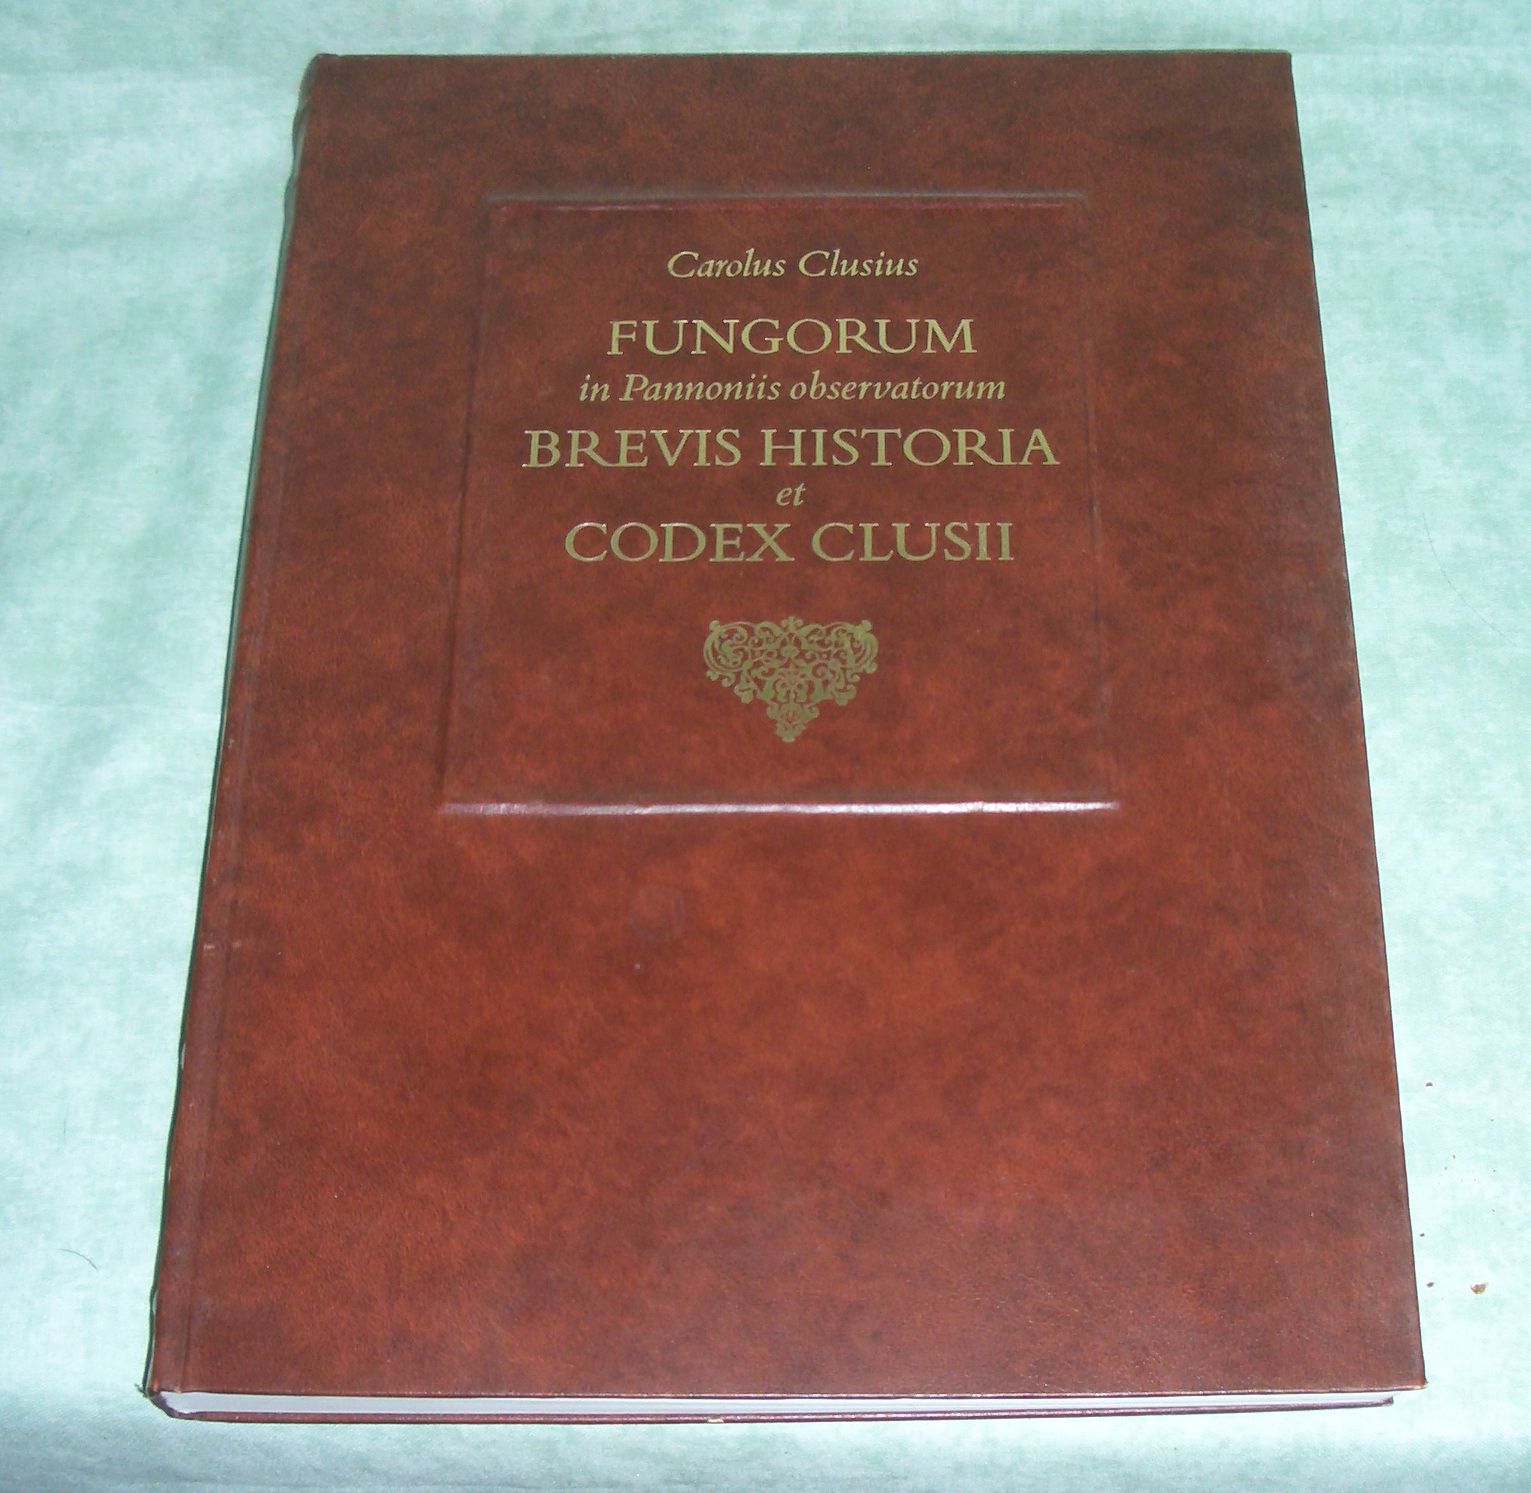 Carolus Clusius
FUNGORUM
in Pannoniis observatorum
BREVIS HISTORIA
et
CODEX CLUSII